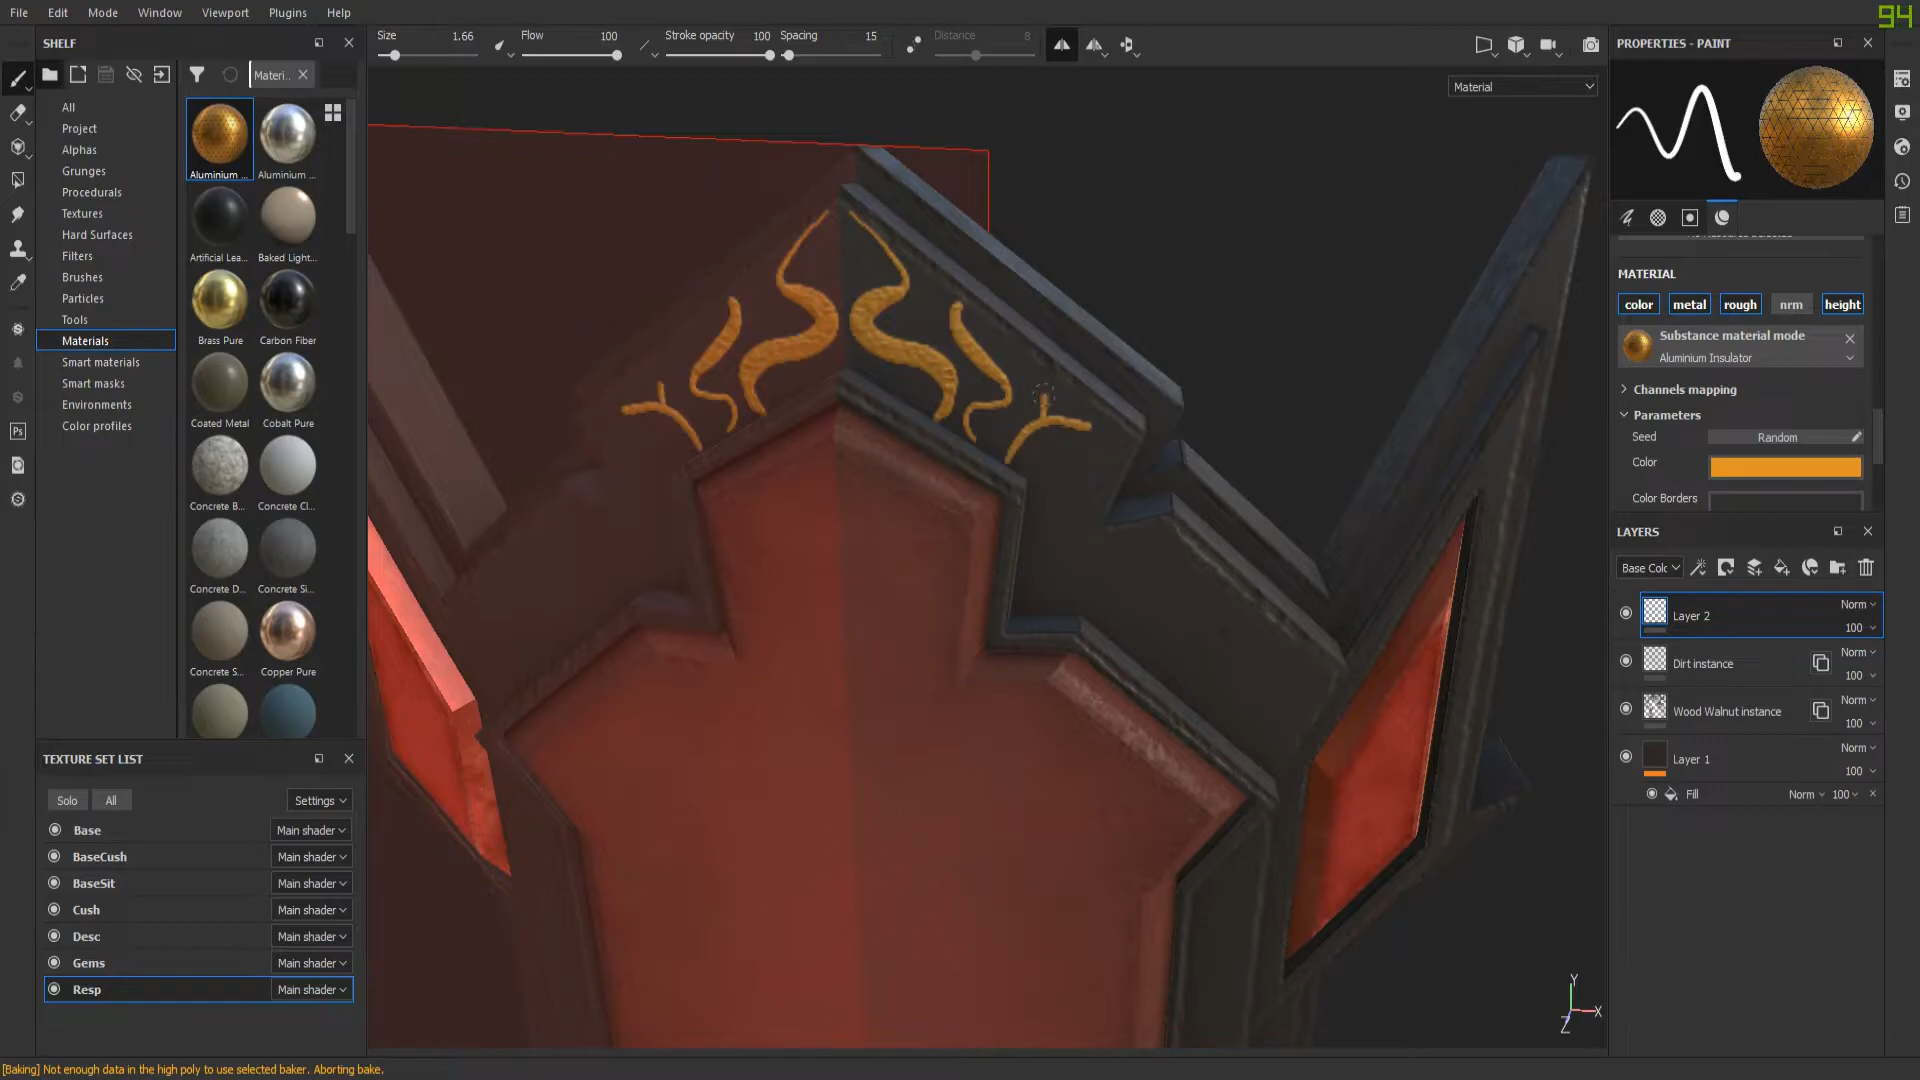 File Edit Mode Window Viewport Plugins Help
94
SHELF
Size 1.66 Flow 100 Stroke opacity 100 Spacing 15 Distance 8
PROPERTIES - PAINT
Materi..
Material
All
Project
Alphas
Grunges
Procedurals
Textures
Hard Surfaces
Filters
Brushes
Particles
Tools
Materials
Smart materials
Smart masks
Environments
Color profiles
Aluminium ... Aluminium ...
Artificial Lea... Baked Light...
Brass Pure Carbon Fiber
Coated Metal Cobalt Pure
Concrete B... Concrete Cl...
Concrete D... Concrete Si...
Concrete S... Copper Pure
Ps
MATERIAL
color metal rough nrm height
Substance material mode
Aluminium Insulator
Channels mapping
Parameters
Seed Random
Color
Color Borders
LAYERS
Base Colc
Layer 2 Norm 100
Dirt instance Norm 100
Wood Walnut instance Norm 100
Layer 1 Norm 100
Fill Norm 100
TEXTURE SET LIST
Solo All Settings
Base Main shader
BaseCush Main shader
BaseSit Main shader
Cush Main shader
Desc Main shader
Gems Main shader
Resp Main shader
Y
X
Z
[Baking] Not enough data in the high poly to use selected baker. Aborting bake.